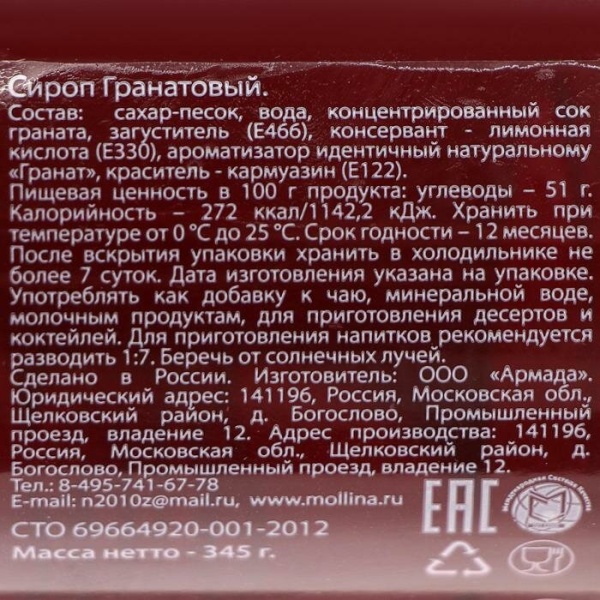 Сироп Гранатовый.
Состав: сахар-песок, вода, концентрированный сок
граната, загуститель (Е466), консервант - лимонная
кислота (Е330), ароматизатор идентичный натуральному
«Гранат», краситель - кармуазин (Е122).
Пищевая ценность в 100 г продукта: углеводы – 51 г.
Калорийность – 272 ккал/1142,2 кДж. Хранить при
температуре от 0 °С до 25 °С. Срок годности – 12 месяцев.
После вскрытия упаковки хранить в холодильнике не
более 7 суток. Дата изготовления указана на упаковке.
Употреблять как добавку к чаю, минеральной воде,
молочным продуктам, для приготовления десертов и
коктейлей. Для приготовления напитков рекомендуется
разводить 1:7. Беречь от солнечных лучей.
Сделано в России. Изготовитель: ООО «Армада».
Юридический адрес: 141196, Россия, Московская обл.,
Щелковский район, д. Богослово, Промышленный
проезд, владение 12. Адрес производства: 141196,
Россия, Московская обл., Щелковский район, д.
Богослово, Промышленный проезд, владение 12.
Тел.: 8-495-741-67-78
E-mail: n2010z@mail.ru, www.mollina.ru
СТО 69664920-001-2012
Масса нетто - 345 г.
ЕАС